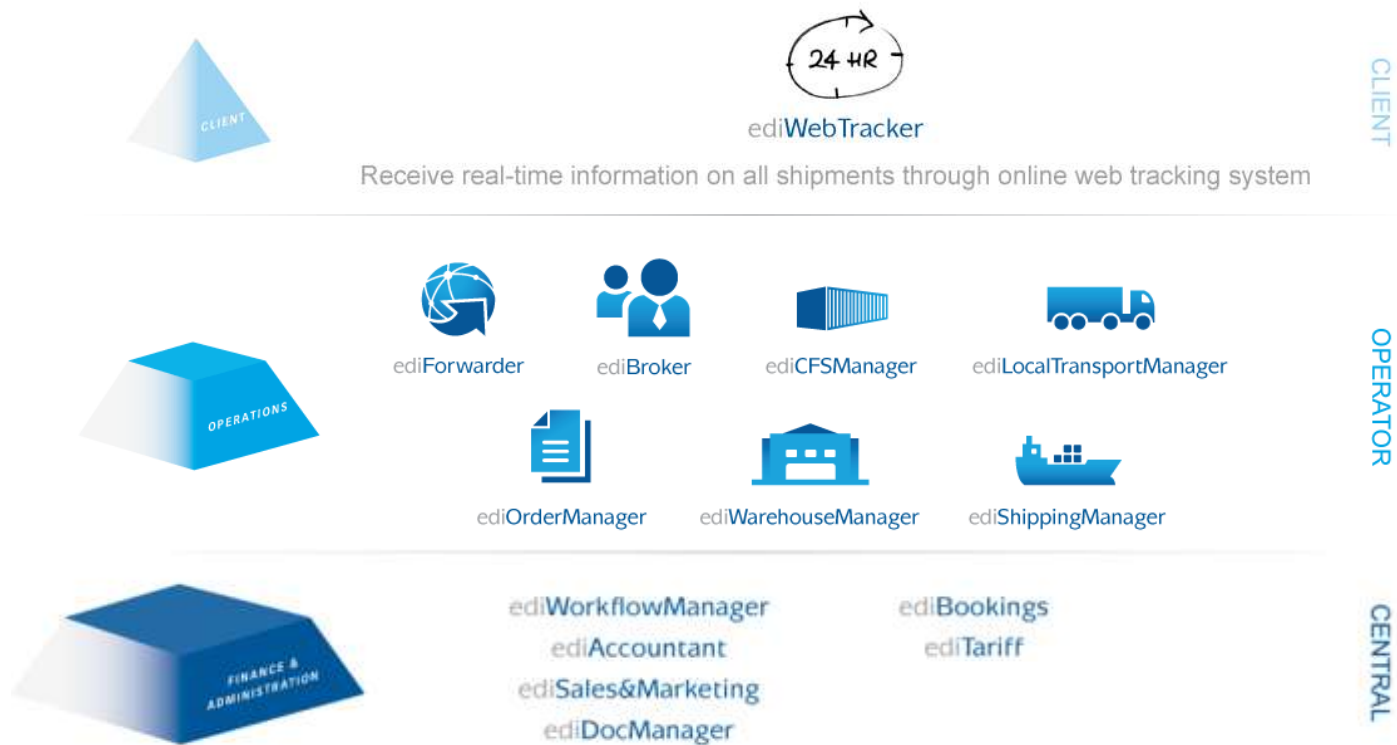 24 HR
ediWebTracker
CLIENT
CLIENT
Receive real-time information on all shipments through online web tracking system
ediForwarder
ediBroker
ediCFSManager
ediLocalTransportManager
OPERATIONS
OPERATOR
ediOrderManager
ediWarehouseManager
ediShippingManager
FINANCE &
ADMINISTRATION
ediWorkflowManager
ediAccountant
ediSales&Marketing
ediDocManager
ediBookings
ediTariff
CENTRAL